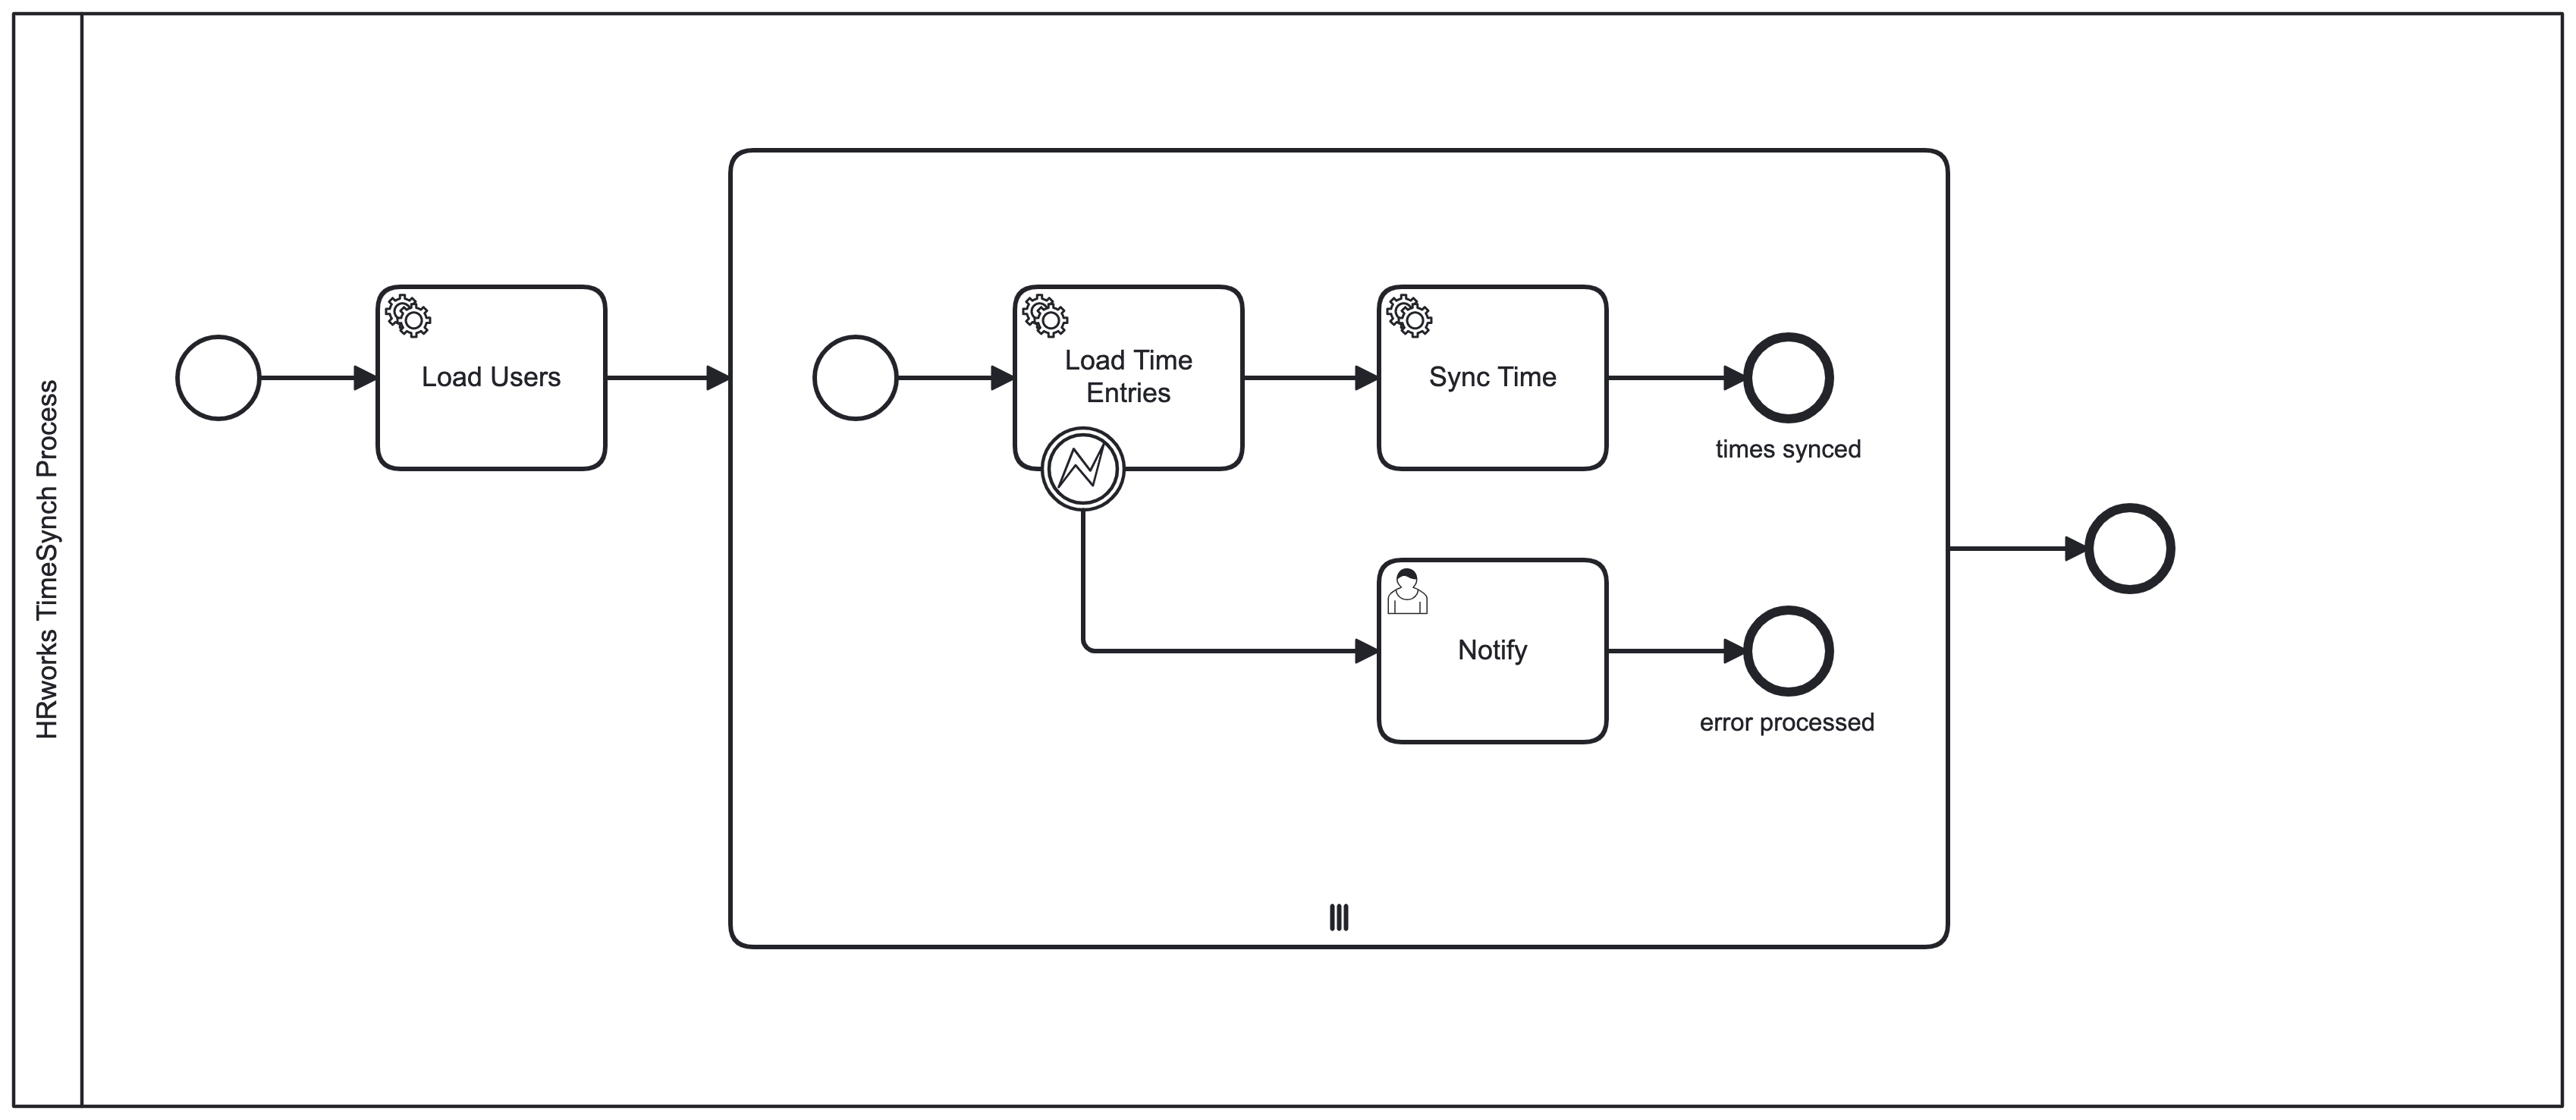 HRworks TimeSynch Process
Load Users
Load Time
Entries
Sync Time
times synced
Notify
error processed